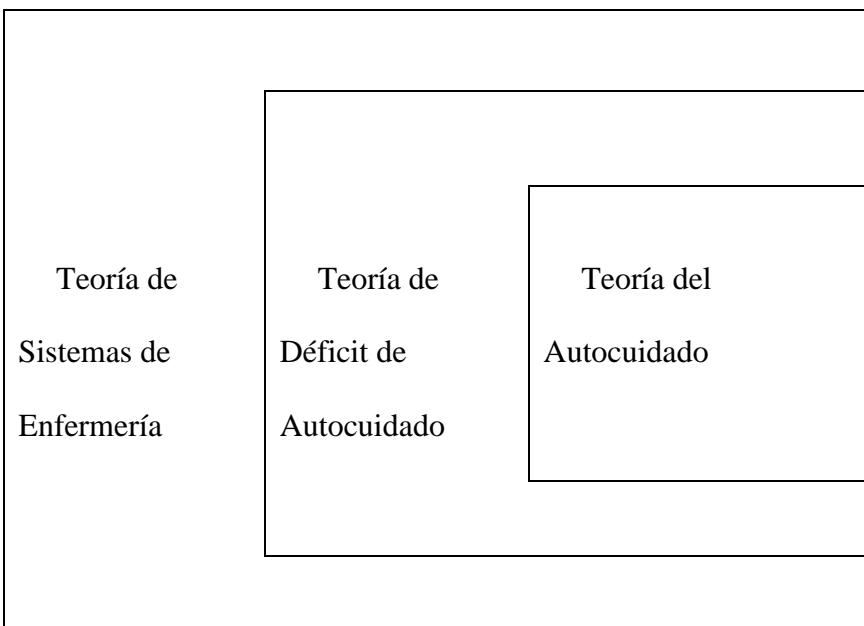 Teoría de
Sistemas de
Enfermería
Teoría de
Déficit de
Autocuidado
Teoría del
Autocuidado